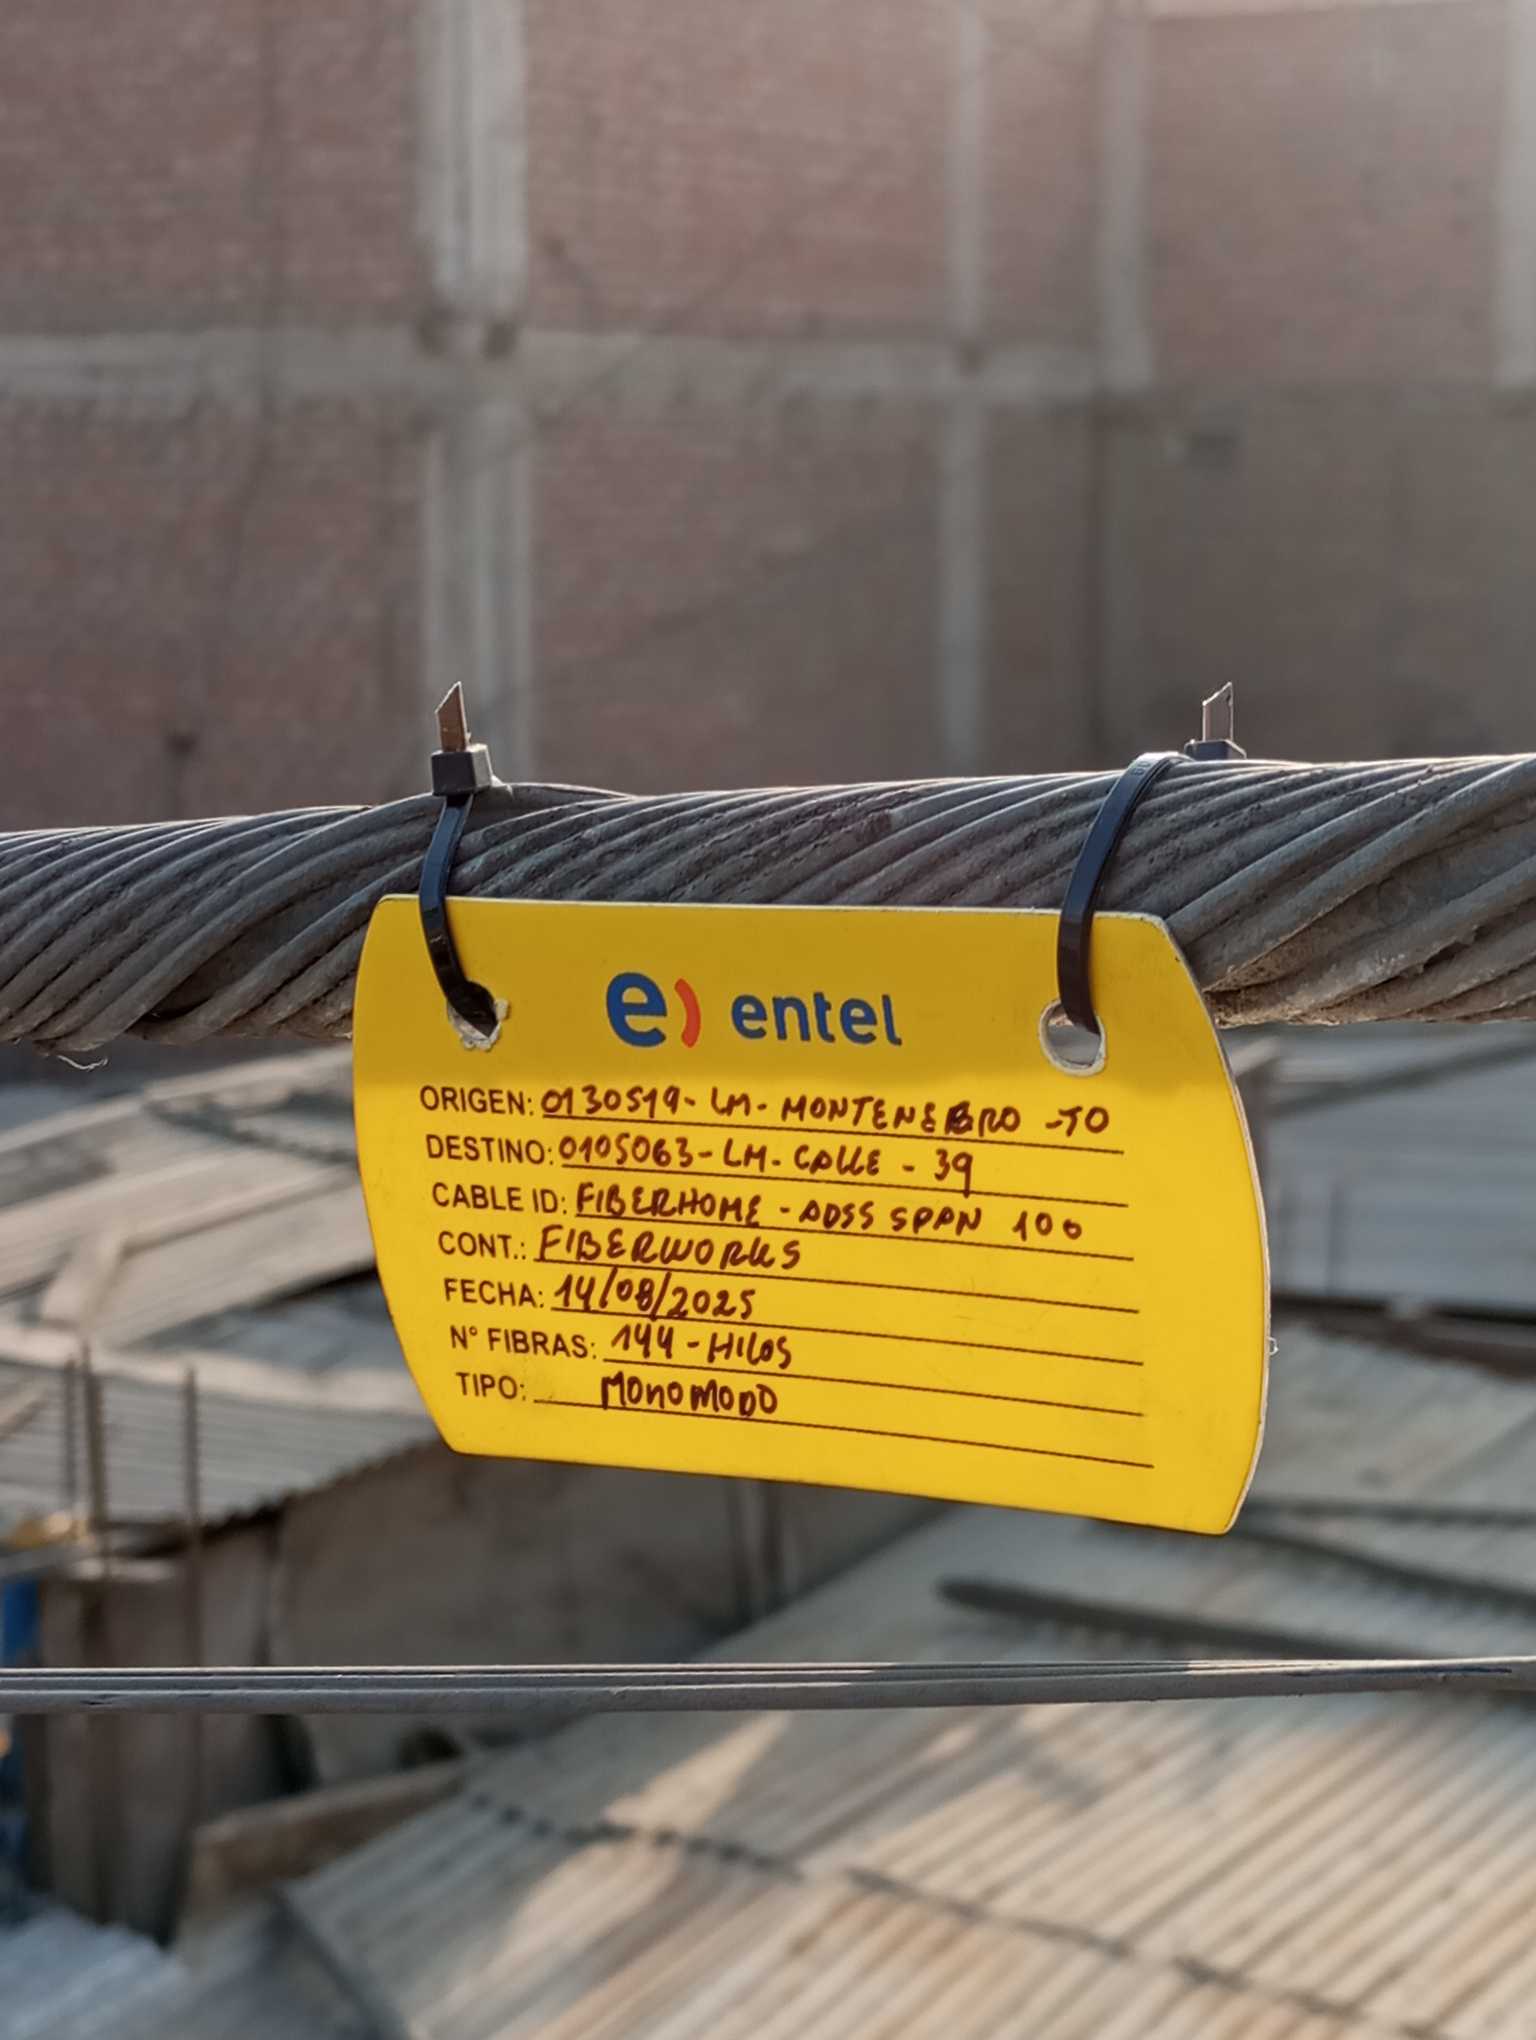 e) entel
ORIGEN: 0130519- LM- MONTENEBRO -TO
DESTINO: 0105063- LM- CALLE - 39
CABLE ID: FIBERHOME - ADSS SPAN 100
CONT.: FIBERWORKS
FECHA: 14/08/2025
N° FIBRAS: 144 - HILOS
TIPO: MONOMODO